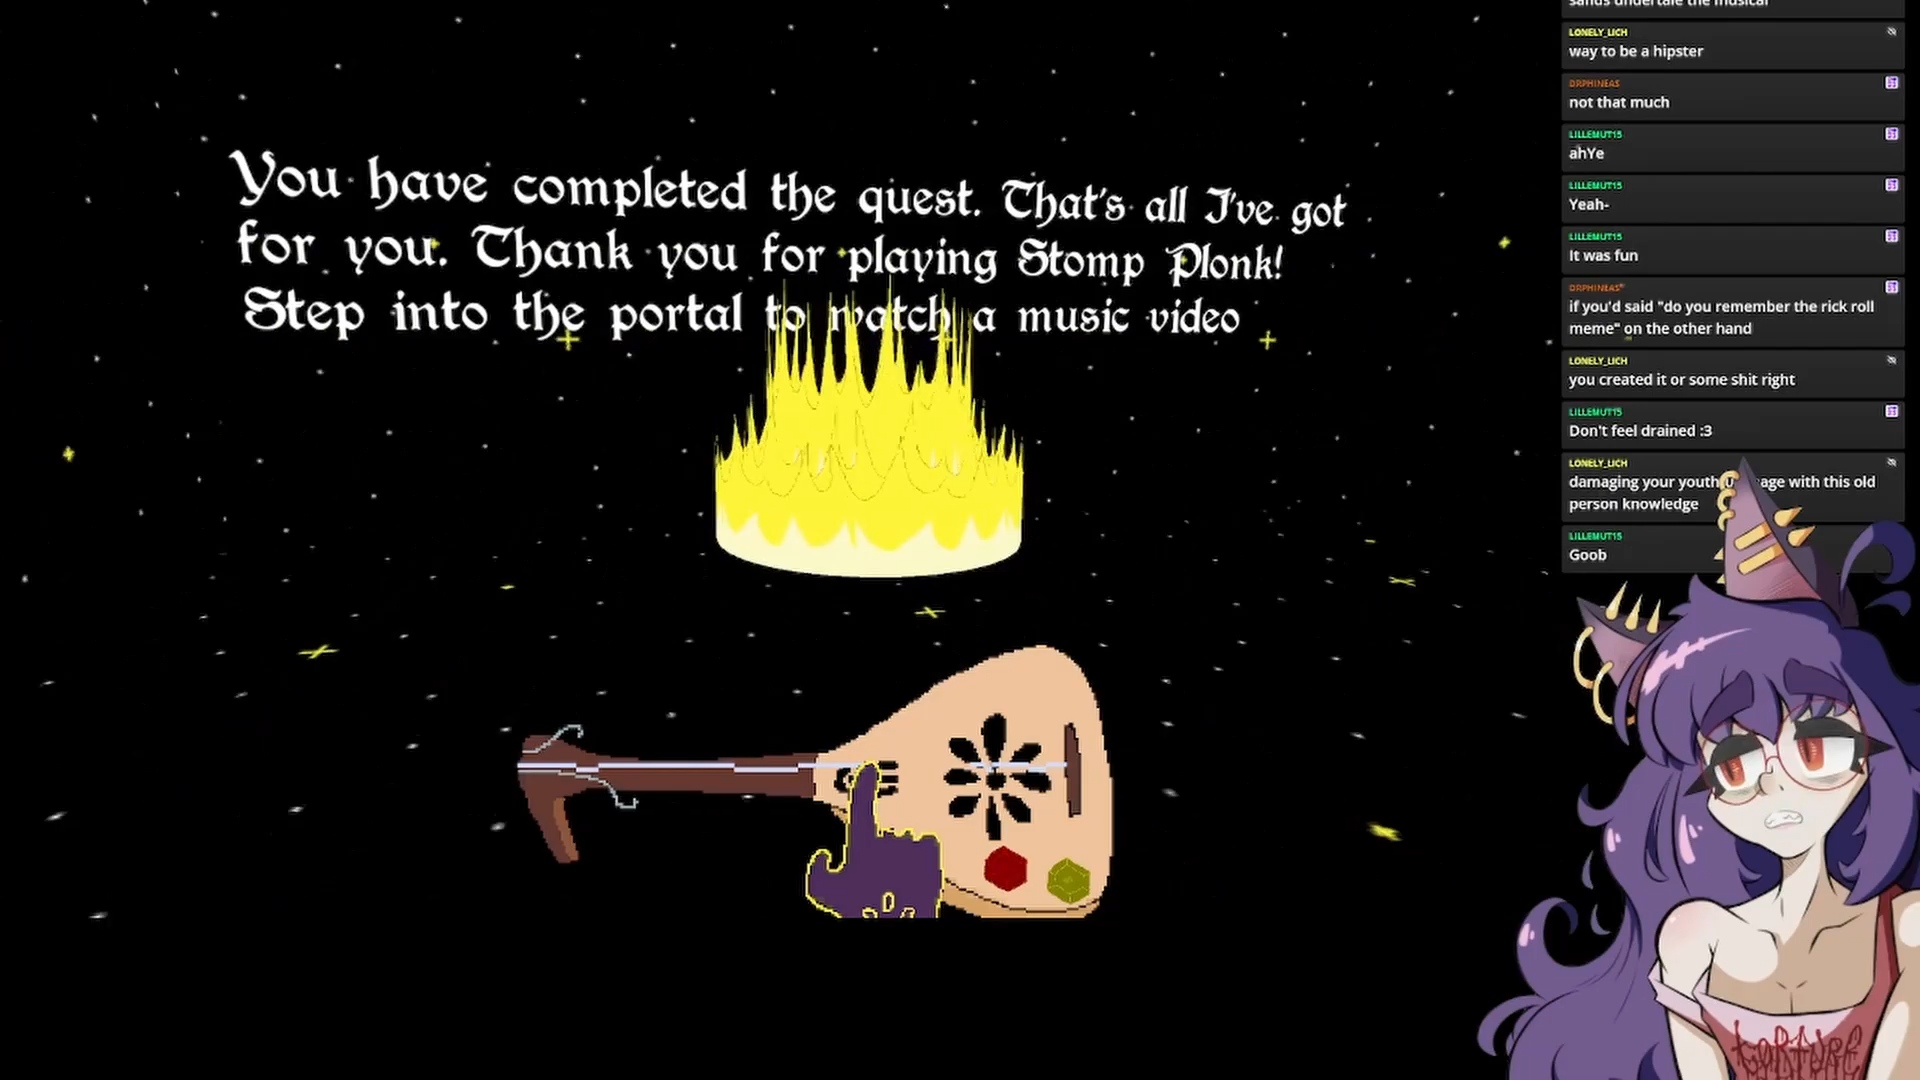 You have completed the quest. That's all I've got
for you. Thank you for playing Stomp Plonk!
Step into the portal to watch a music video
sands undertale the musical
LONELY_LICH
way to be a hipster
DRPHINEAS
not that much
LILLEMUT15
ahYe
LILLEMUT15
Yeah-
LILLEMUT15
It was fun
DRPHINEAS
if you'd said "do you remember the rick roll
meme" on the other hand
LONELY_LICH
you created it or some shit right
LILLEMUT15
Don't feel drained :3
LONELY_LICH
damaging your with this old
person knowledge
LILLEMUT15
Goob